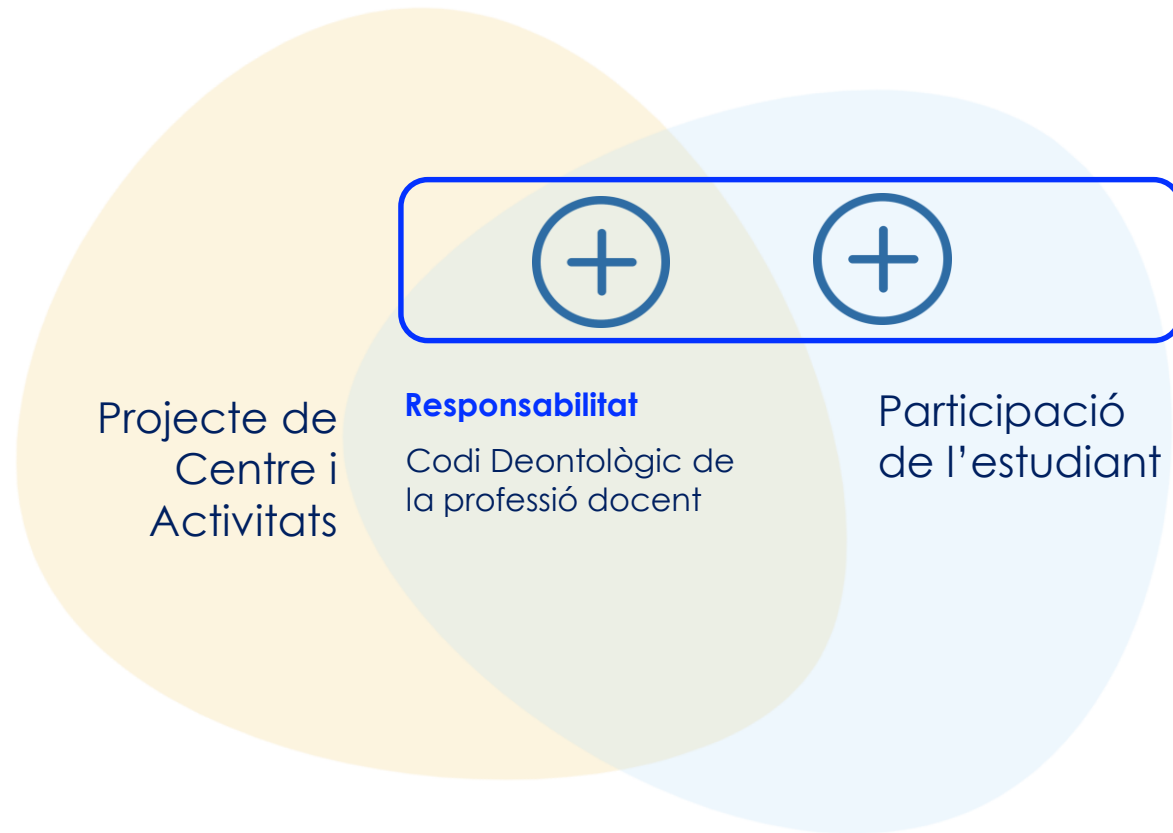 Projecte de
Centre i
Activitats
Responsabilitat
Codi Deontològic de
la professió docent
Participació
de l’estudiant